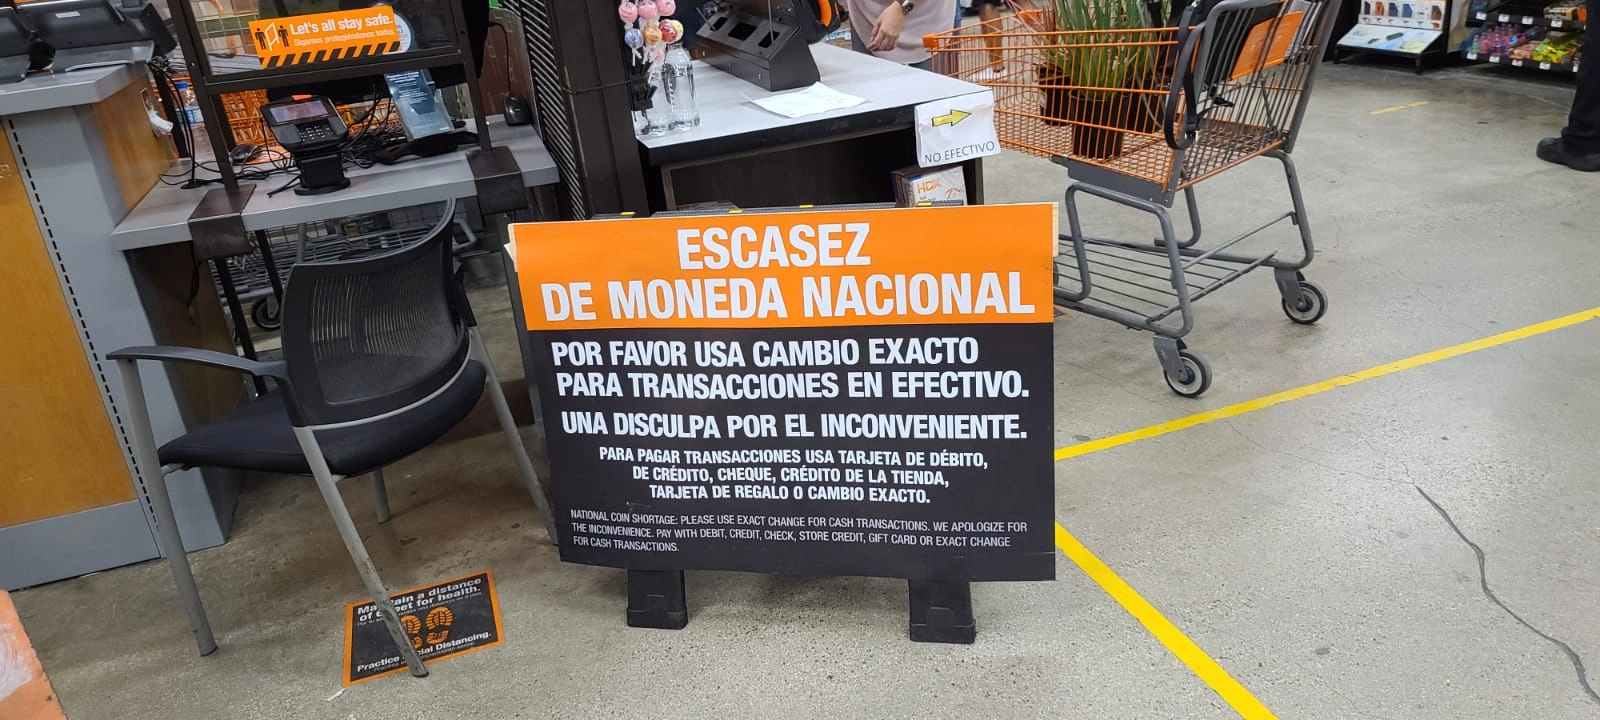 Let's all stay safe.
Sigamos protegiéndonos todos.
NO EFECTIVO
HDX
ESCASEZ
DE MONEDA NACIONAL
POR FAVOR USA CAMBIO EXACTO
PARA TRANSACCIONES EN EFECTIVO.
UNA DISCULPA POR EL INCONVENIENTE.
PARA PAGAR TRANSACCIONES USA TARJETA DE DÉBITO,
DE CRÉDITO, CHEQUE, CRÉDITO DE LA TIENDA,
TARJETA DE REGALO O CAMBIO EXACTO.
NATIONAL COIN SHORTAGE: PLEASE USE EXACT CHANGE FOR CASH TRANSACTIONS. WE APOLOGIZE FOR
THE INCONVENIENCE. PAY WITH DEBIT, CREDIT, CHECK, STORE CREDIT, GIFT CARD OR EXACT CHANGE
FOR CASH TRANSACTIONS.
a distance
of for health.
Practice Distancing.